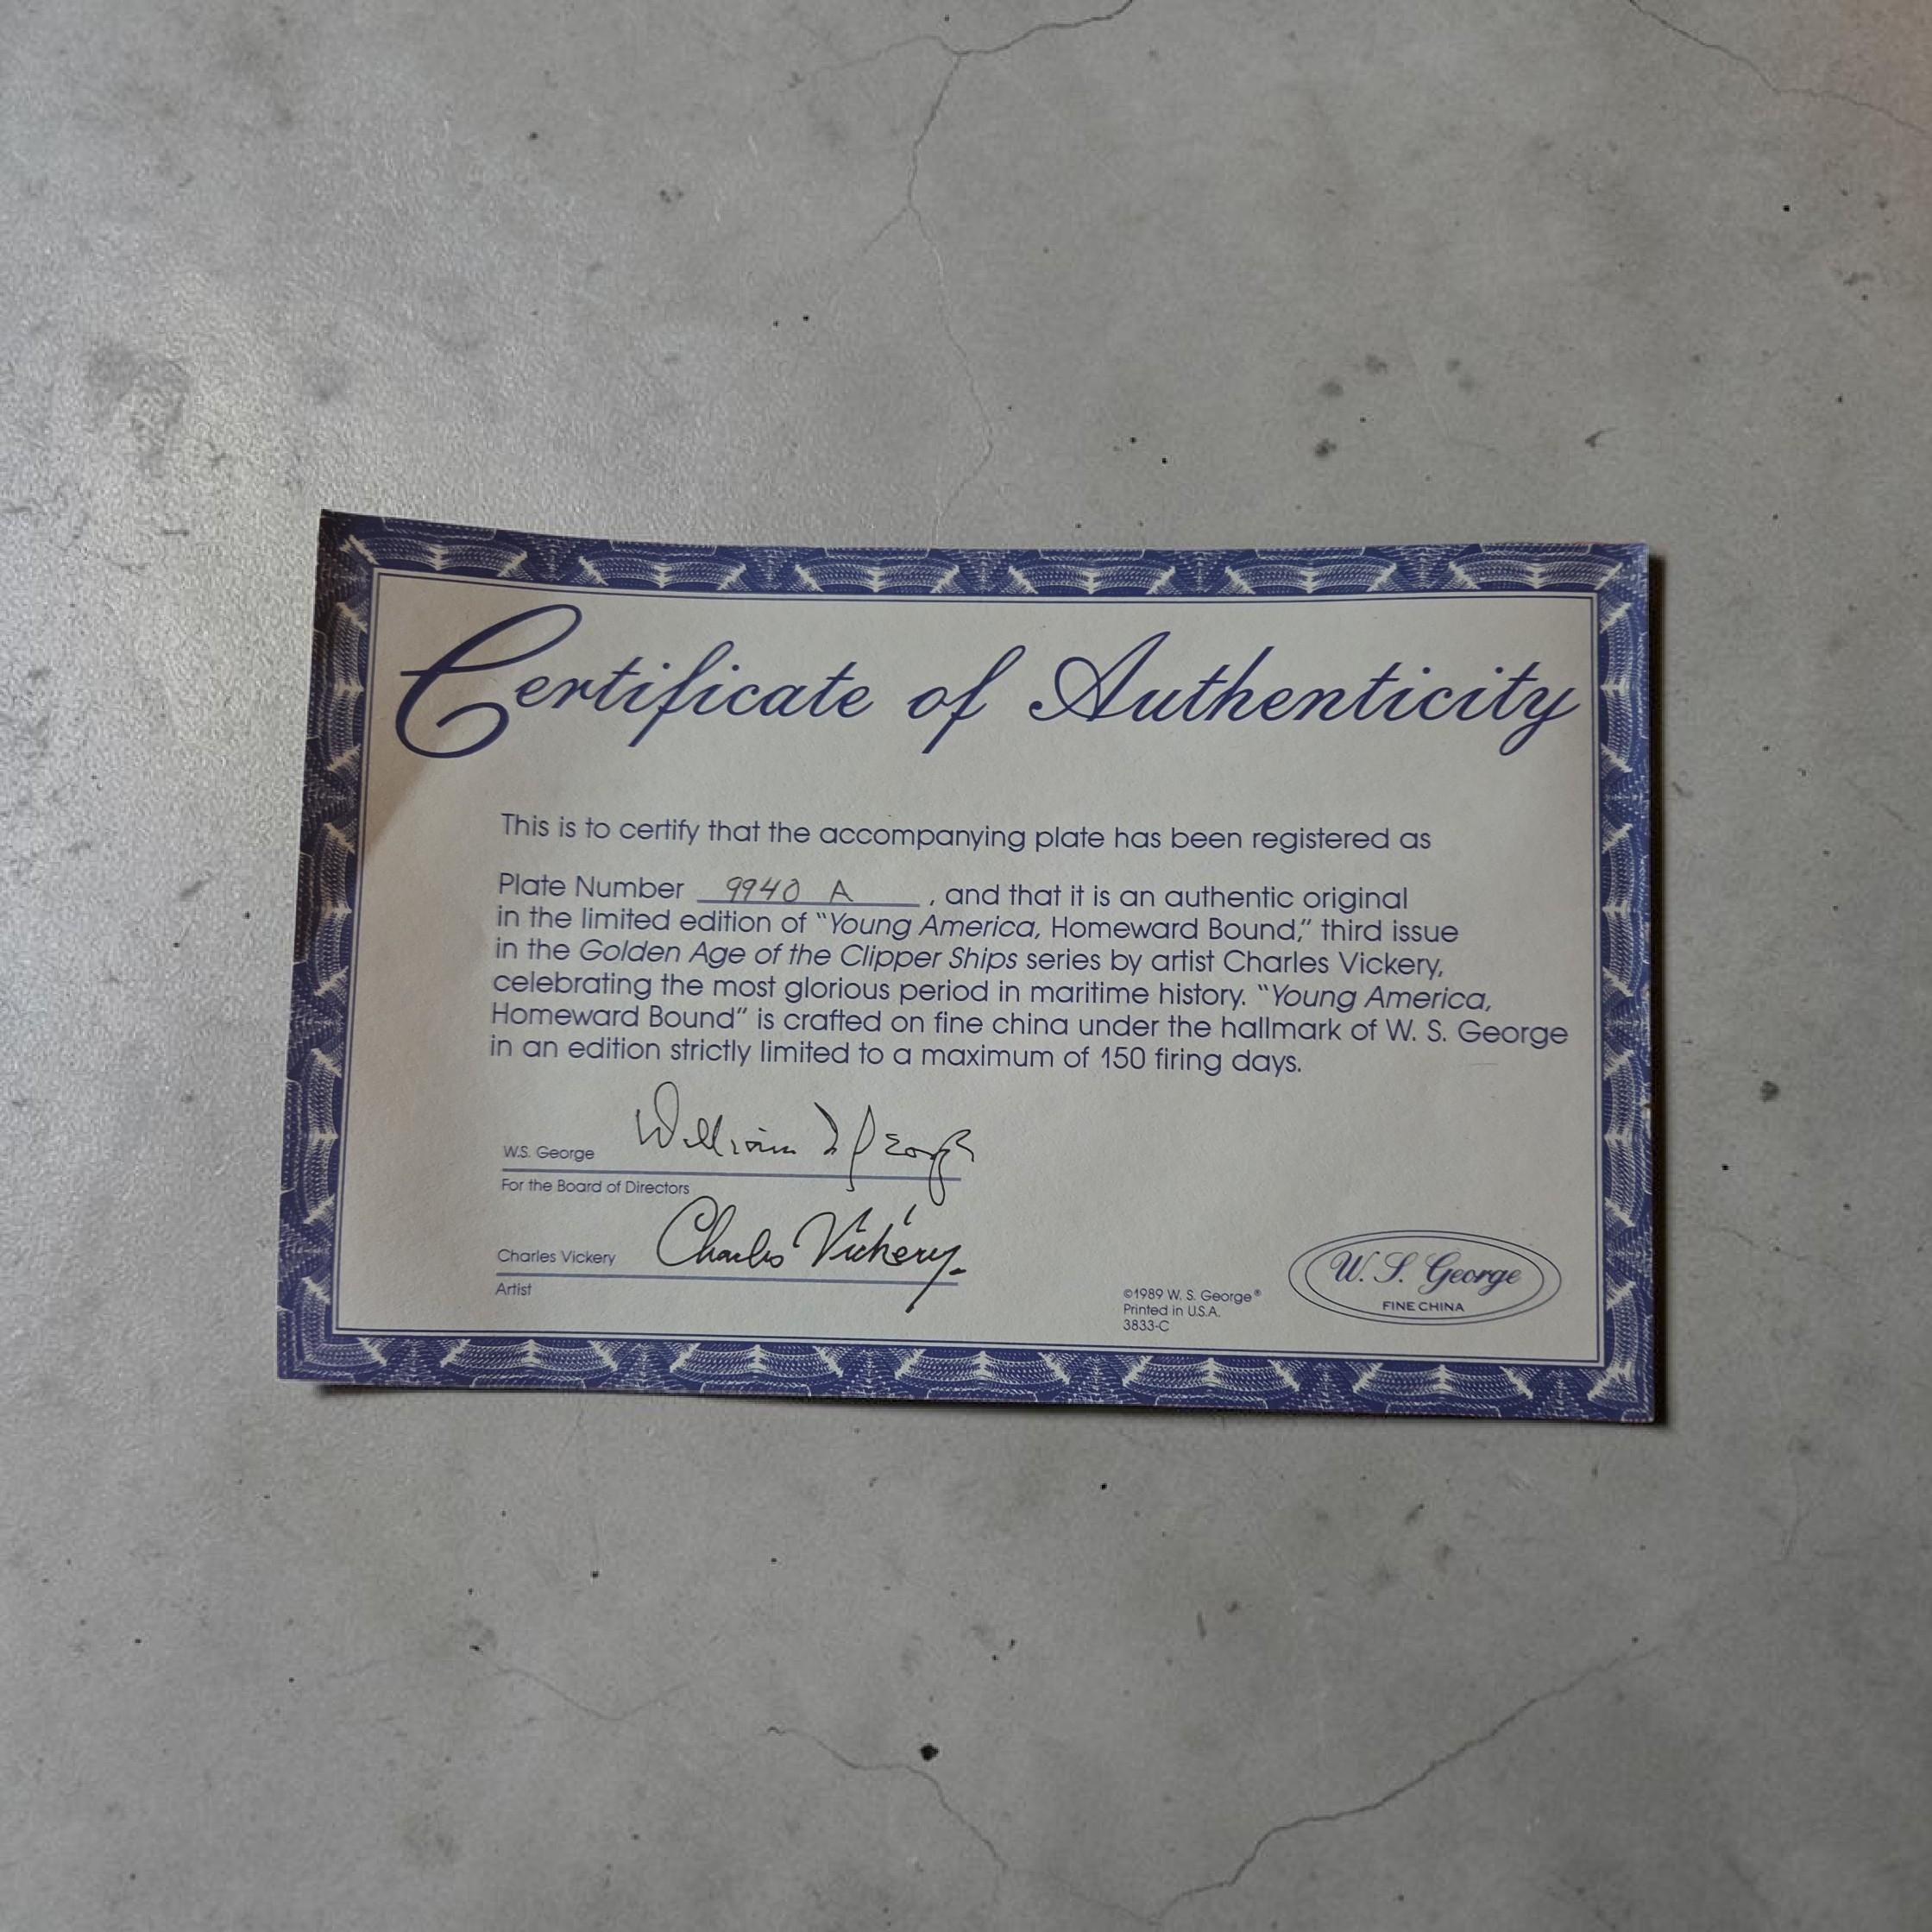 Certificate of Authenticity
This is to certify that the accompanying plate has been registered as
Plate Number 9940 A , and that it is an authentic original
in the limited edition of “Young America, Homeward Bound,” third issue
in the Golden Age of the Clipper Ships series by artist Charles Vickery,
celebrating the most glorious period in maritime history. “Young America,
Homeward Bound” is crafted on fine china under the hallmark of W. S. George
in an edition strictly limited to a maximum of 150 firing days.
W.S. George William S George
For the Board of Directors
Charles Vickery Charles Vickery
Artist
©1989 W. S. George®
Printed in U.S.A.
3833-C
W. S. George
FINE CHINA